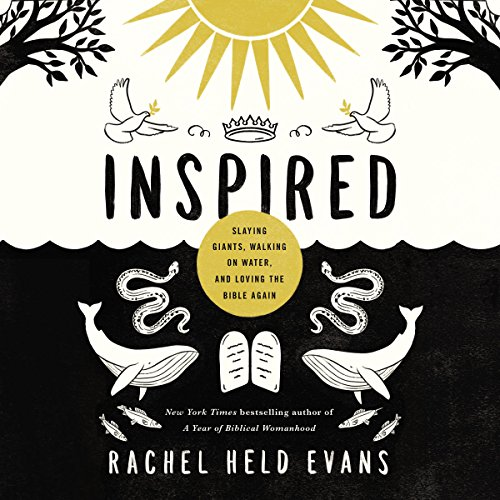 INSPIRED
SLAYING
GIANTS, WALKING
ON WATER,
AND LOVING THE
BIBLE AGAIN
New York Times bestselling author of
A Year of Biblical Womanhood
RACHEL HELD EVANS